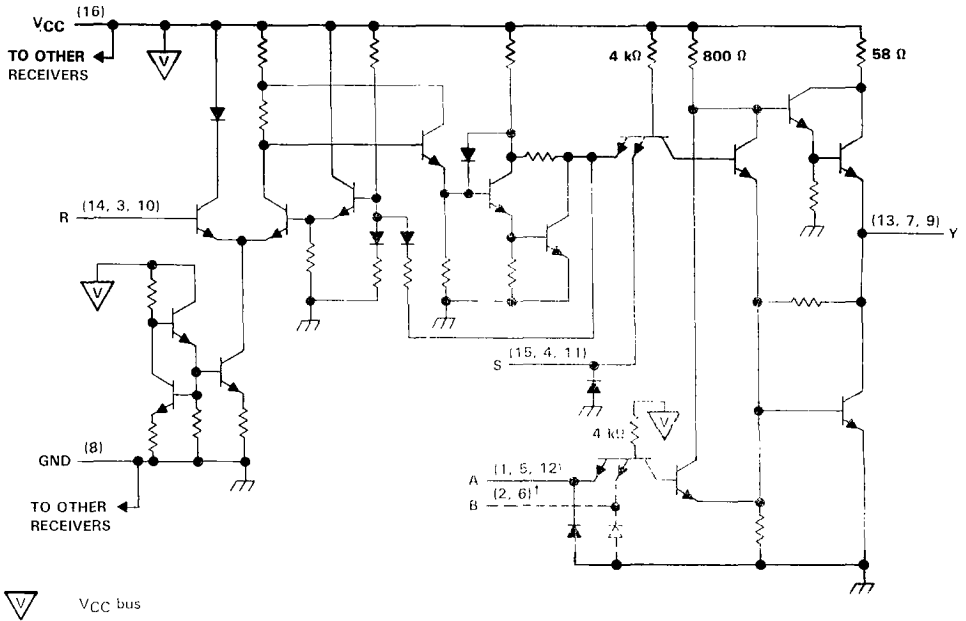 VCC (16)
TO OTHER
RECEIVERS
V
4 kΩ
800 Ω
58 Ω
R (14, 3, 10)
(13, 7, 9) Y
V
S (15, 4, 11)
V
4 kΩ
GND (8)
A (1, 5, 12)
B (2, 6)†
TO OTHER
RECEIVERS
V VCC bus